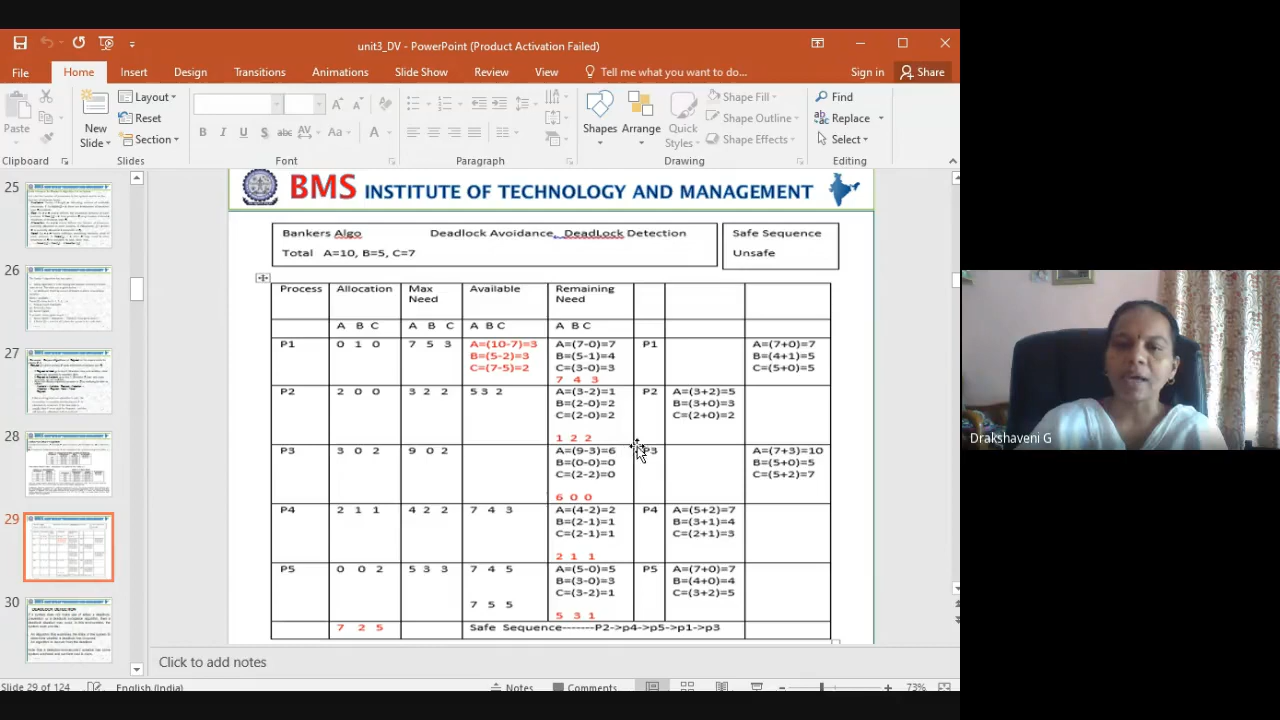 unit3_DV - PowerPoint (Product Activation Failed)
File Home Insert Design Transitions Animations Slide Show Review View Tell me what you want to do... Sign in Share
Paste
New Slide
Layout
Reset
Section
B I U S abc AV Aa A
Shapes Arrange Quick Styles
Shape Fill
Shape Outline
Shape Effects
Find
Replace
Select
Clipboard Slides Font Paragraph Drawing Editing
25
26
27
28
29
30
DEADLOCK DETECTION
BMS INSTITUTE OF TECHNOLOGY AND MANAGEMENT
Bankers Algo Deadlock Avoidance, DeadLock Detection
Total A=10, B=5, C=7
Safe Sequence
Unsafe
Process Allocation Max Need Available Remaining Need
A B C A B C A B C A B C
P1 0 1 0 7 5 3 A=(10-7)=3 A=(7-0)=7 P1 A=(7+0)=7
B=(5-2)=3 B=(5-1)=4 B=(4+1)=5
C=(7-5)=2 C=(3-0)=3 C=(5+0)=5
7 4 3
P2 2 0 0 3 2 2 5 3 2 A=(3-2)=1 P2 A=(3+2)=5
B=(2-0)=2 B=(3+0)=3
C=(2-0)=2 C=(2+0)=2
1 2 2
P3 3 0 2 9 0 2 A=(9-3)=6 P3 A=(7+3)=10
B=(0-0)=0 B=(5+0)=5
C=(2-2)=0 C=(5+2)=7
6 0 0
P4 2 1 1 4 2 2 7 4 3 A=(4-2)=2 P4 A=(5+2)=7
B=(2-1)=1 B=(3+1)=4
C=(2-1)=1 C=(2+1)=3
2 1 1
P5 0 0 2 5 3 3 7 4 5 A=(5-0)=5 P5 A=(7+0)=7
B=(3-0)=3 B=(4+0)=4
C=(3-2)=1 C=(3+2)=5
7 5 5
5 3 1
7 2 5 Safe Sequence-------P2->p4->p5->p1->p3
Click to add notes
Slide 29 of 124 English (India) Notes Comments 73%
Drakshaveni G